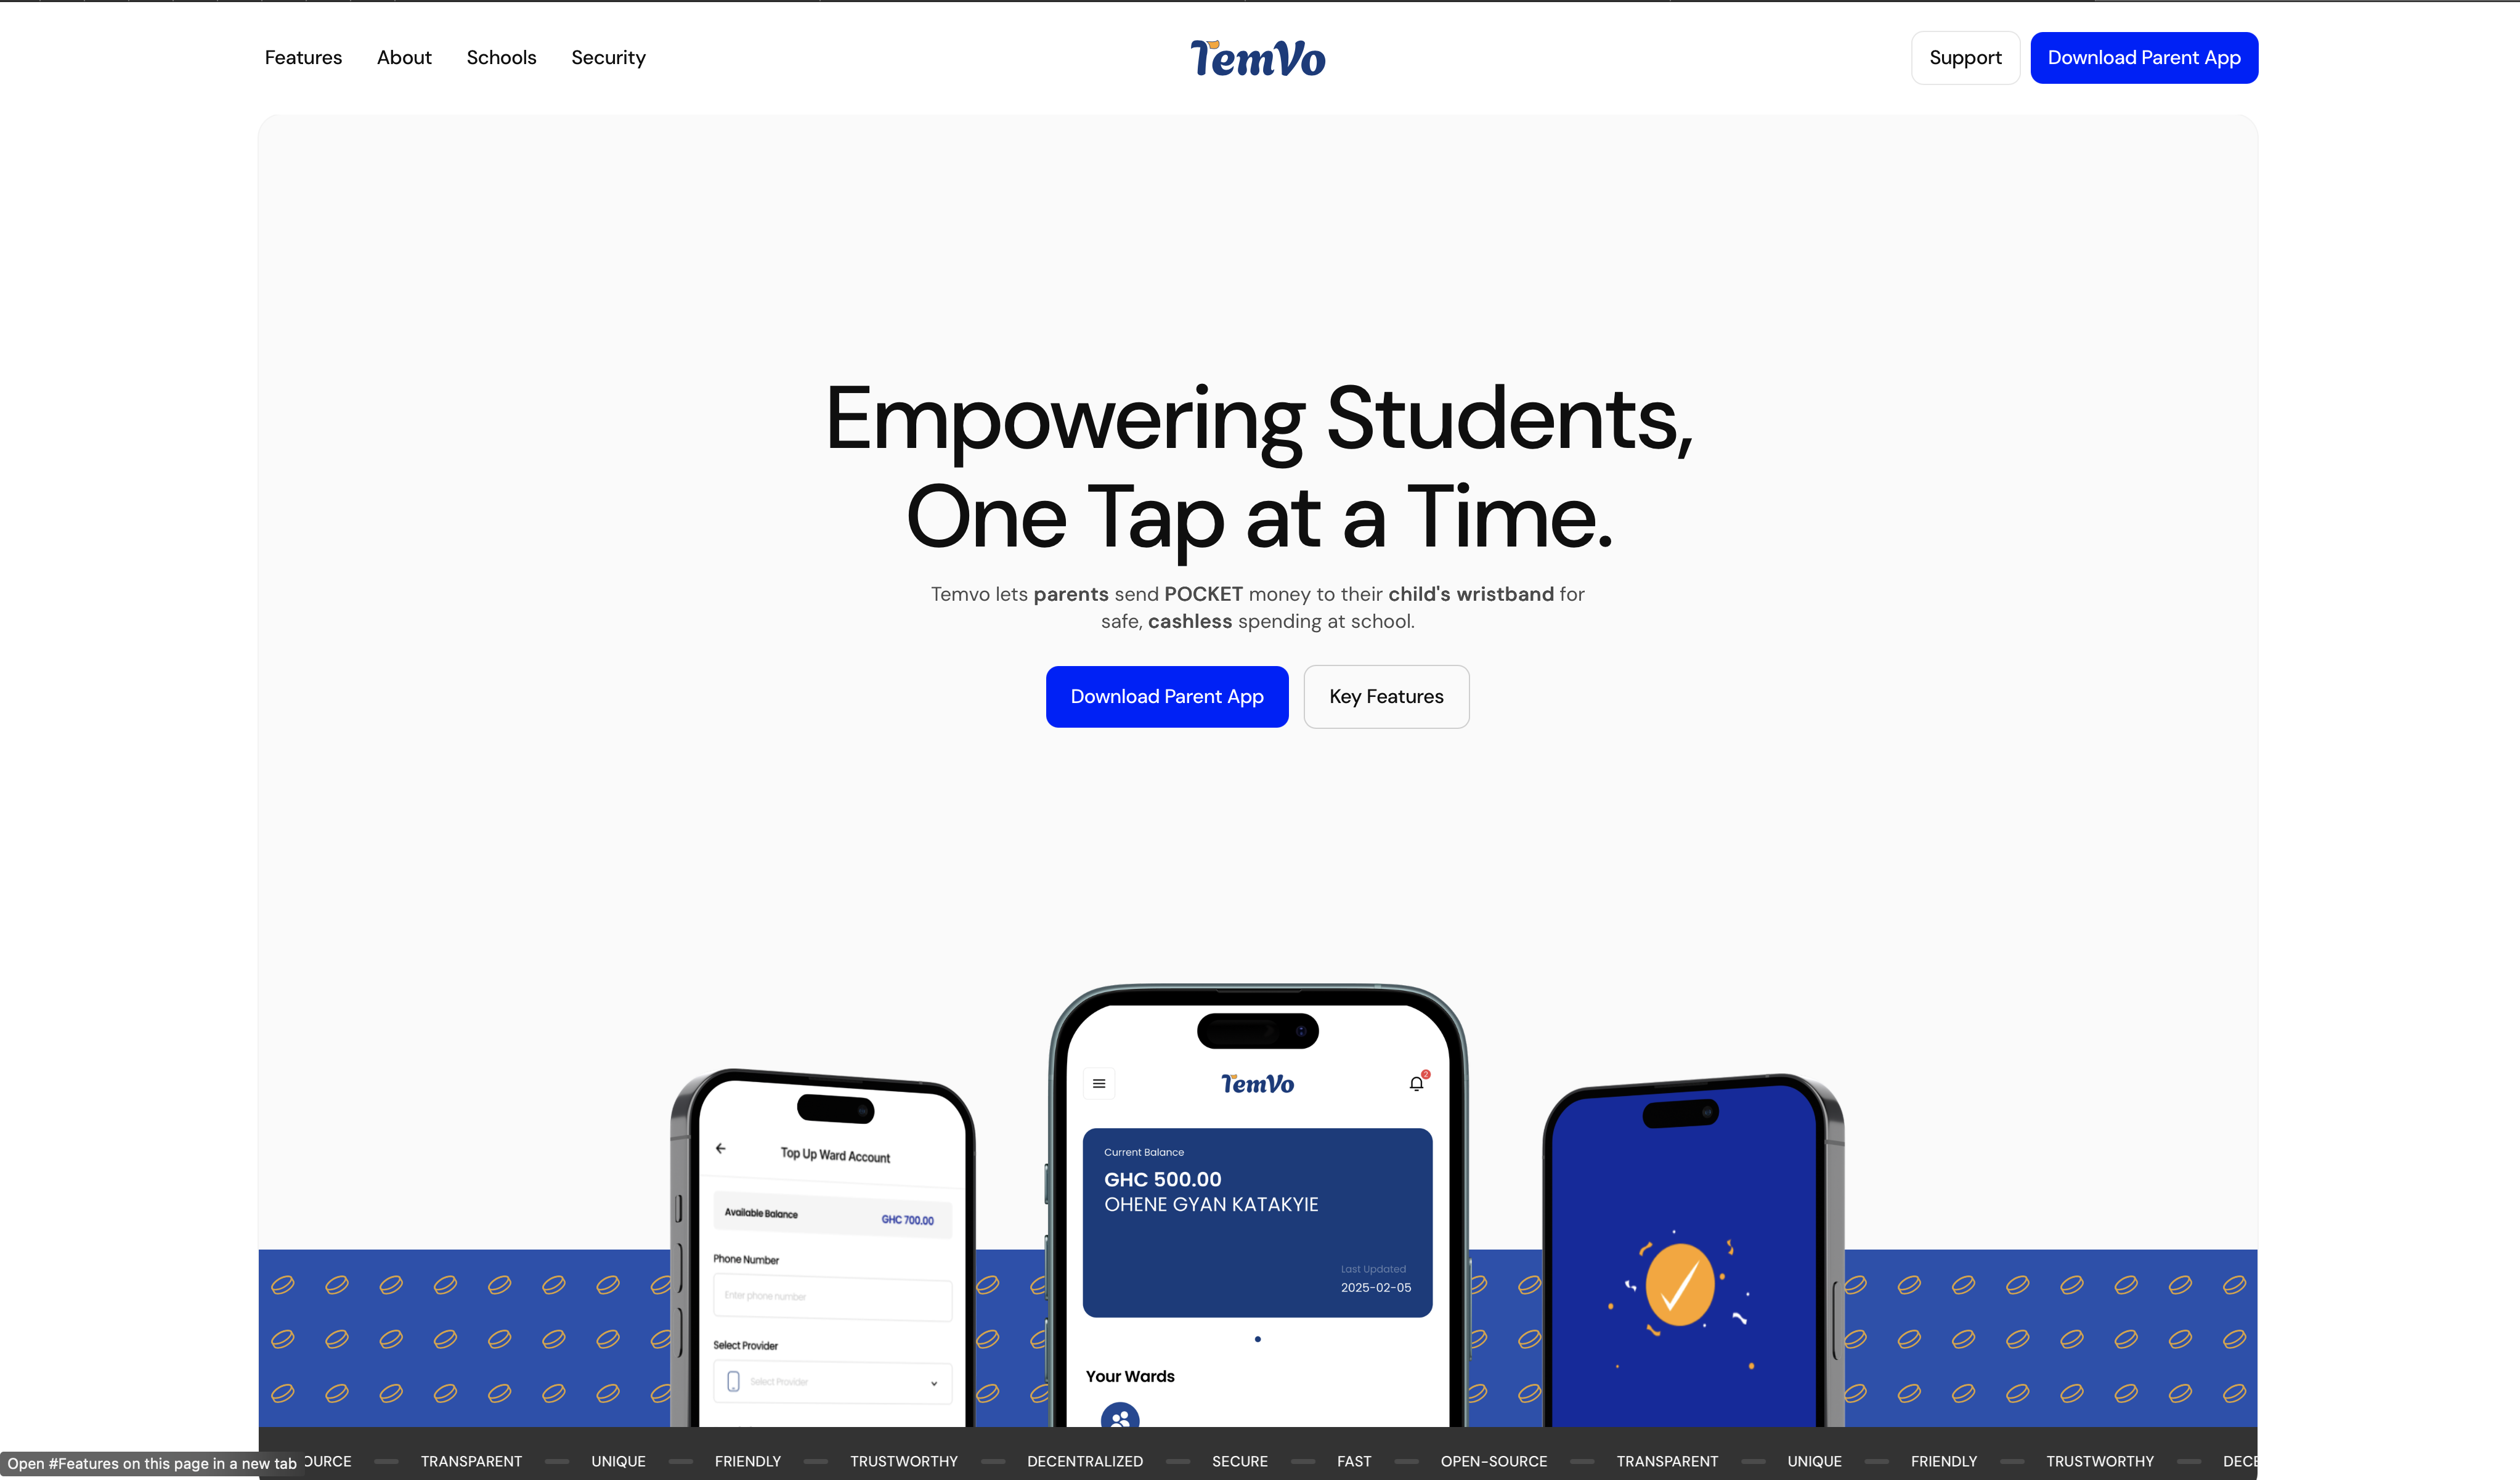 Features About Schools Security
TemVo
Support Download Parent App
Empowering Students,
One Tap at a Time.
Temvo lets parents send POCKET money to their child's wristband for
safe, cashless spending at school.
Download Parent App Key Features
Top Up Ward Account
Available Balance GHC 700.00
Phone Number
Enter phone number
Select Provider
Select Provider
TemVo
2
Current Balance
GHC 500.00
OHENE GYAN KATAKYIE
Last Updated
2025-02-05
Your Wards
OURCE TRANSPARENT UNIQUE FRIENDLY TRUSTWORTHY DECENTRALIZED SECURE FAST OPEN-SOURCE TRANSPARENT UNIQUE FRIENDLY TRUSTWORTHY DECE
Open #Features on this page in a new tab